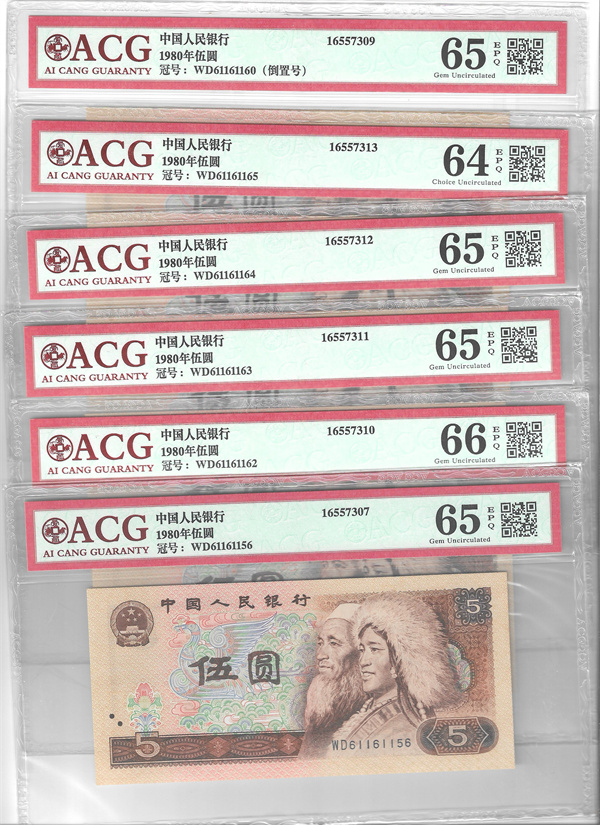 ACG
AI CANG GUARANTY
中国人民银行
1980年伍圆
冠号：WD61161160（倒置号）
16557309
65
EPQ
Gem Uncirculated
ACG
AI CANG GUARANTY
中国人民银行
1980年伍圆
冠号：WD61161165
16557313
64
EPQ
Choice Uncirculated
ACG
AI CANG GUARANTY
中国人民银行
1980年伍圆
冠号：WD61161164
16557312
65
EPQ
Gem Uncirculated
ACG
AI CANG GUARANTY
中国人民银行
1980年伍圆
冠号：WD61161163
16557311
65
EPQ
Gem Uncirculated
ACG
AI CANG GUARANTY
中国人民银行
1980年伍圆
冠号：WD61161162
16557310
66
EPQ
Gem Uncirculated
ACG
AI CANG GUARANTY
中国人民银行
1980年伍圆
冠号：WD61161156
16557307
65
EPQ
Gem Uncirculated
中国人民银行
5
伍圆
WD61161156
5
5